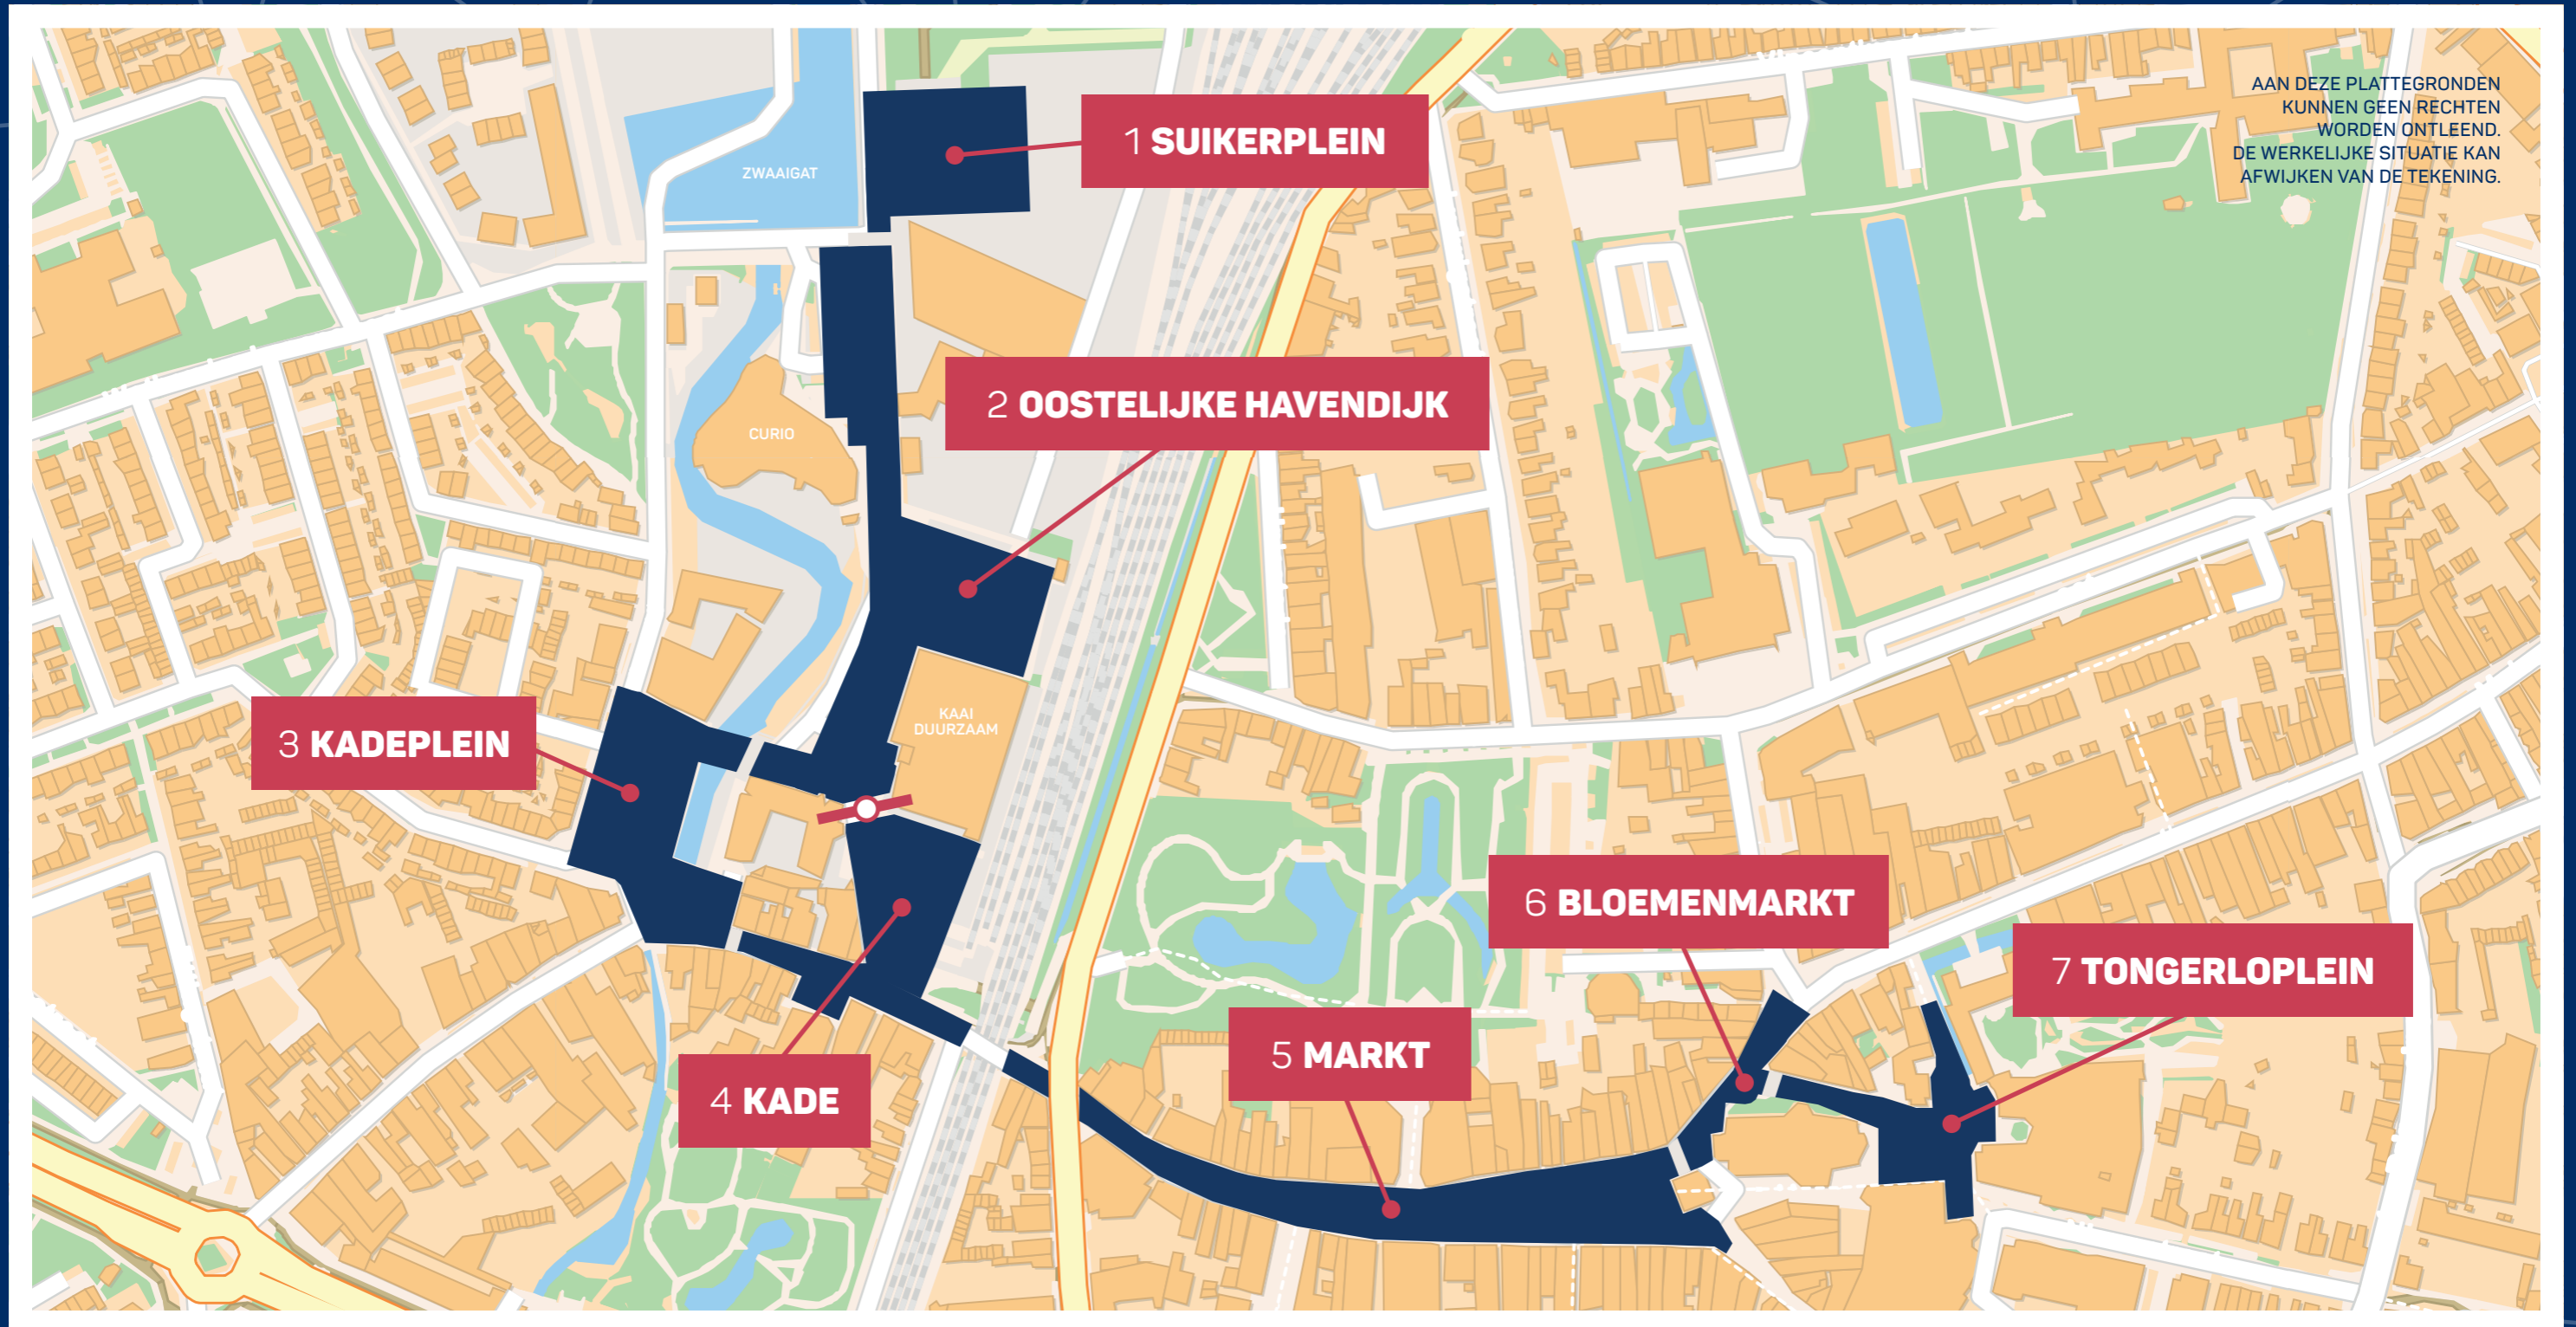 AAN DEZE PLATTEGRONDEN
KUNNEN GEEN RECHTEN
WORDEN ONTLEEND.
DE WERKELIJKE SITUATIE KAN
AFWIJKEN VAN DE TEKENING.
1 SUIKERPLEIN
ZWAAIGAT
2 OOSTELIJKE HAVENDIJK
CURIO
KAAI
DUURZAAM
3 KADEPLEIN
6 BLOEMENMARKT
7 TONGERLOPLEIN
5 MARKT
4 KADE